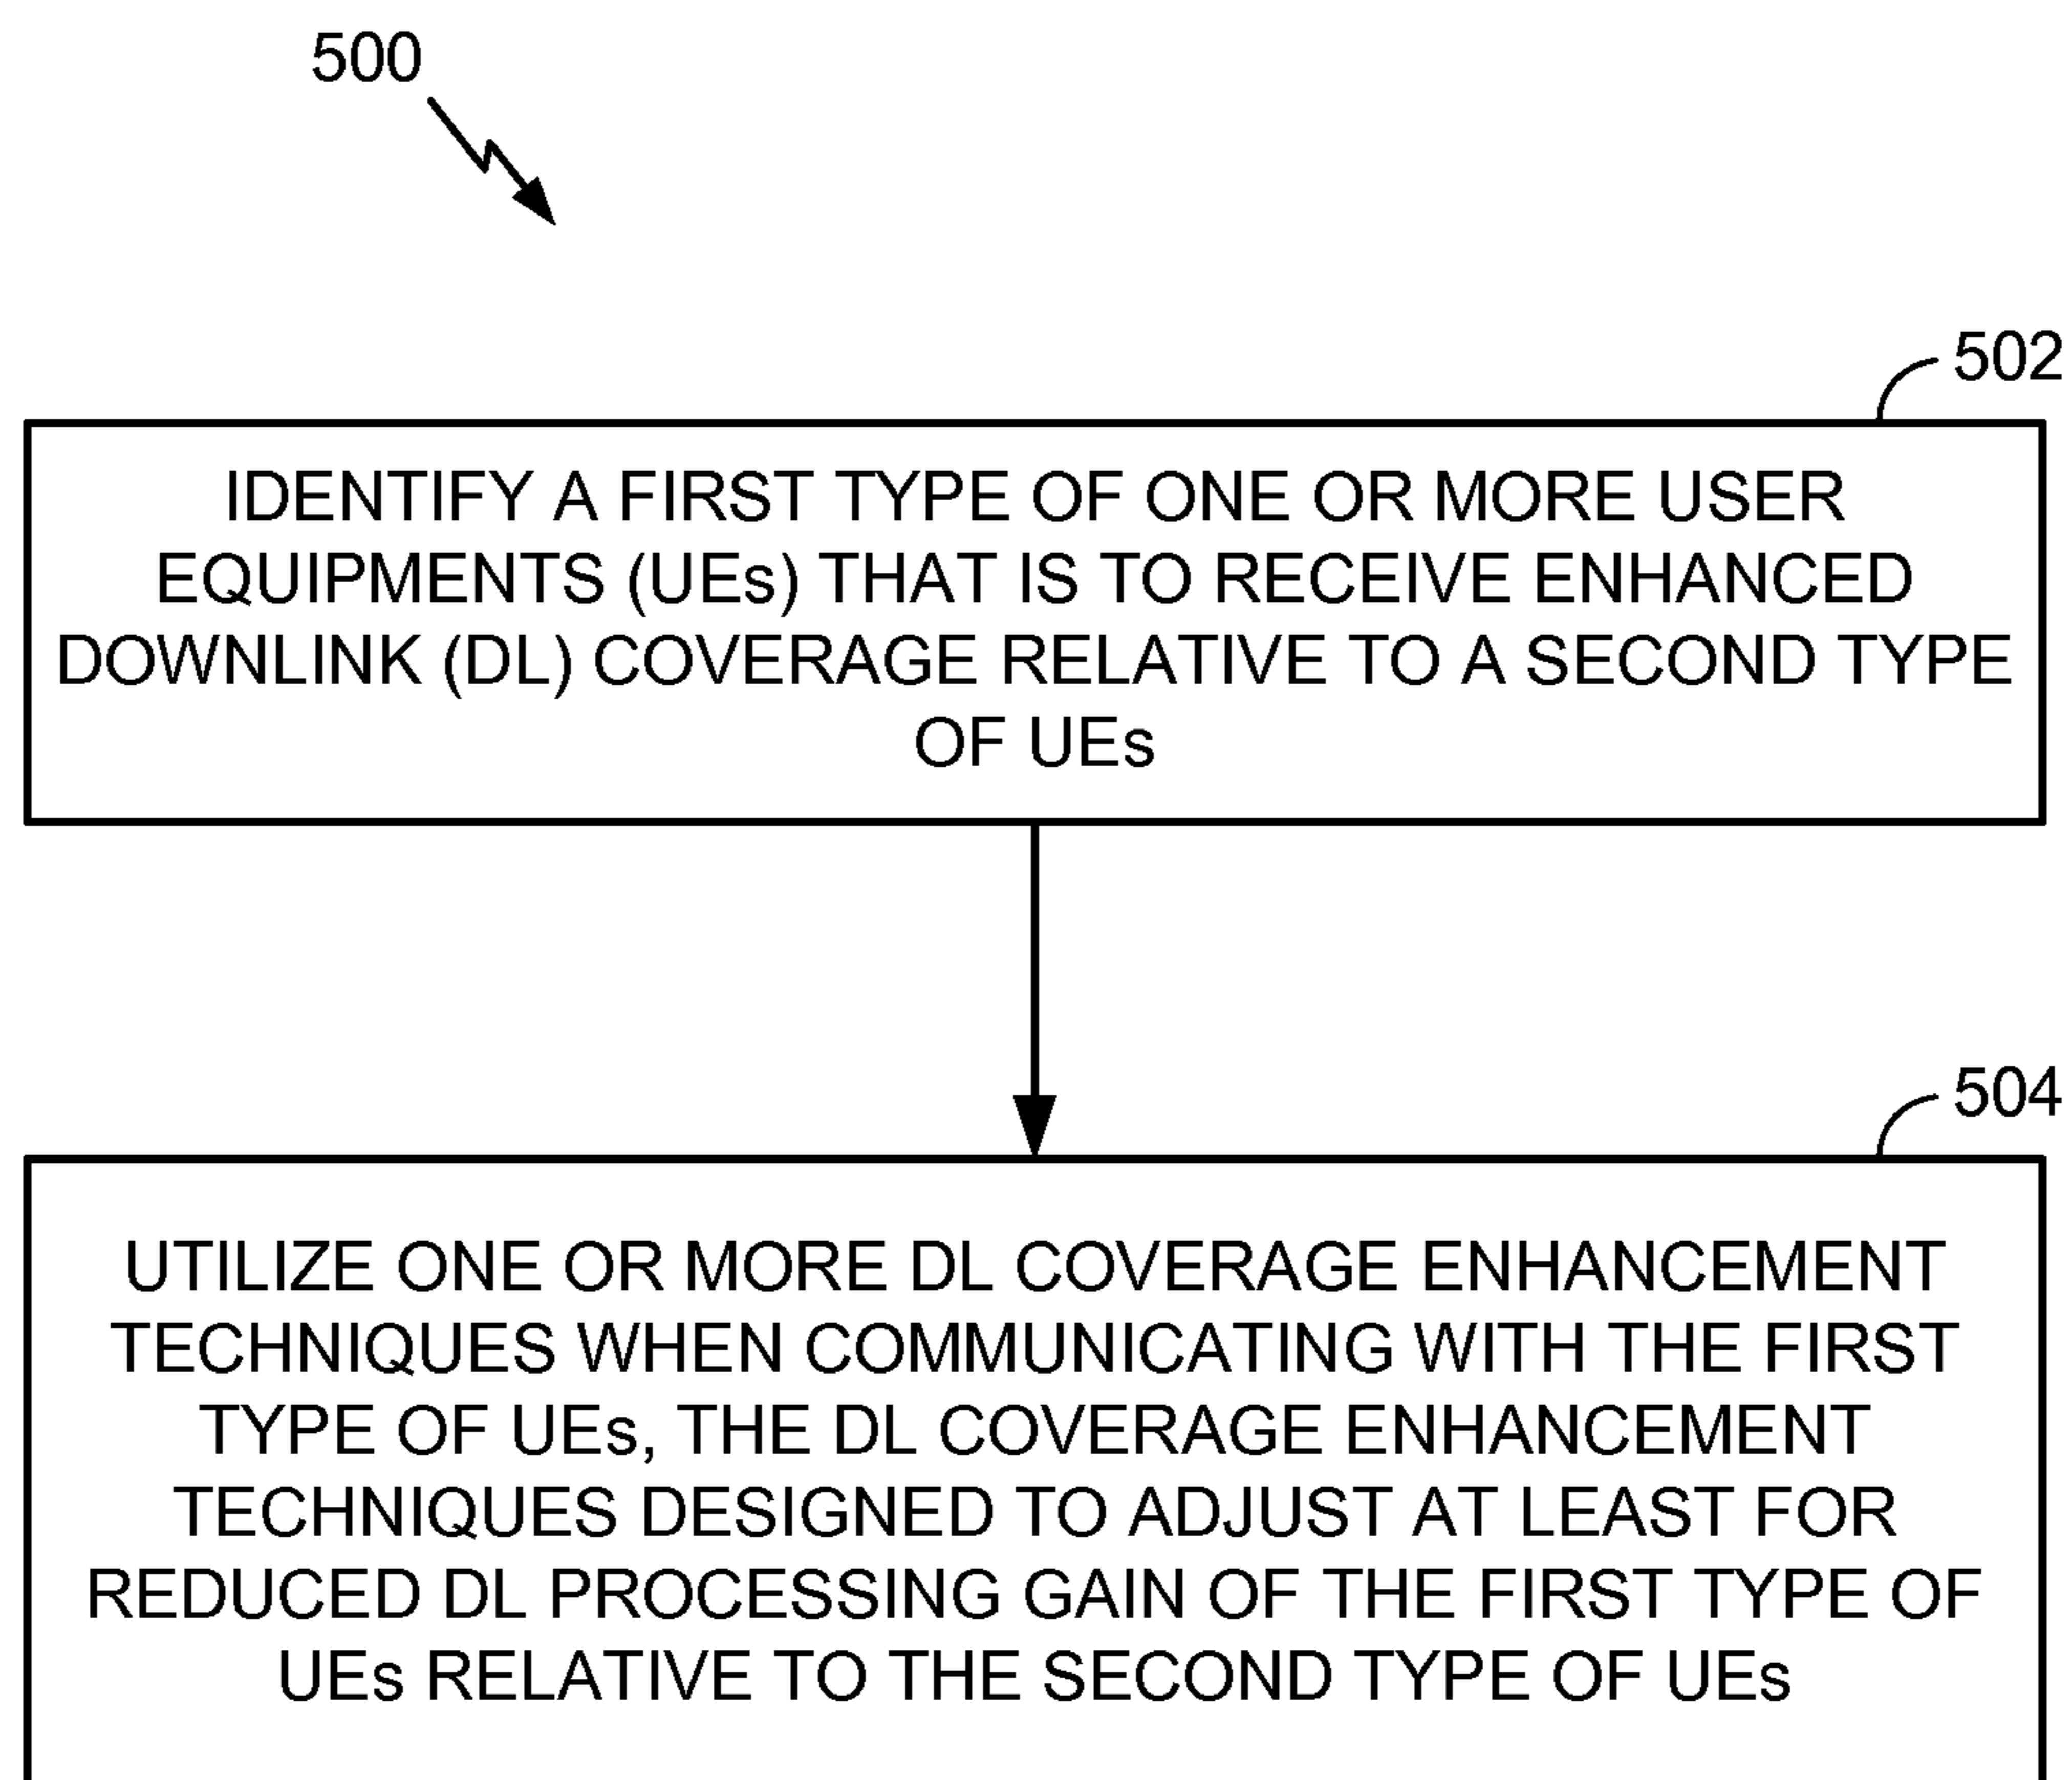 500
502
IDENTIFY A FIRST TYPE OF ONE OR MORE USER
EQUIPMENTS (UEs) THAT IS TO RECEIVE ENHANCED
DOWNLINK (DL) COVERAGE RELATIVE TO A SECOND TYPE
OF UEs
504
UTILIZE ONE OR MORE DL COVERAGE ENHANCEMENT
TECHNIQUES WHEN COMMUNICATING WITH THE FIRST
TYPE OF UEs, THE DL COVERAGE ENHANCEMENT
TECHNIQUES DESIGNED TO ADJUST AT LEAST FOR
REDUCED DL PROCESSING GAIN OF THE FIRST TYPE OF
UEs RELATIVE TO THE SECOND TYPE OF UEs